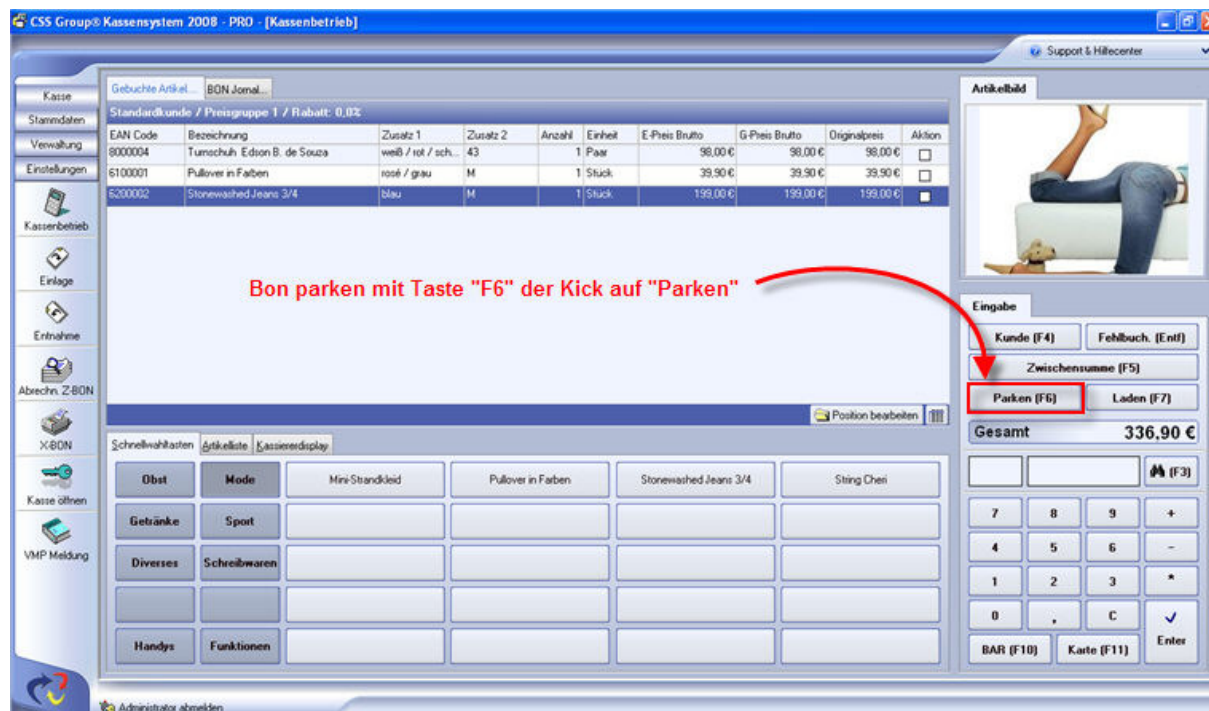 CSS Group® Kassensystem 2008 - PRO - [Kassenbetrieb]
Support & Hilfecenter
Kasse
Stammdaten
Verwaltung
Einstellungen
Kassenbetrieb
Einlage
Entnahme
Abrechn. Z-BON
X-BON
Kasse öffnen
VMP Meldung
Gebuchte Artikel... BON Jornal...
Standardkunde / Preisgruppe 1 / Rabatt: 0,0%
EAN Code Bezeichnung Zusatz 1 Zusatz 2 Anzahl Einheit E-Preis Brutto G-Preis Brutto Originalpreis Aktion
8000004 Turnschuh Edson B. de Souza weiß / rot / sch... 43 1 Paar 98,00 € 98,00 € 98,00 €
6100001 Pullover in Farben rosé / grau M 1 Stück 39,90 € 39,90 € 39,90 €
6200002 Stonewashed Jeans 3/4 blau M 1 Stück 199,00 € 199,00 € 199,00 €
Bon parken mit Taste "F6" der Kick auf "Parken"
Position bearbeiten
Schnellwahltasten Artikelliste Kassiererdisplay
Obst Mode Mini-Strandkleid Pullover in Farben Stonewashed Jeans 3/4 String Cheri
Getränke Sport
Diverses Schreibwaren
Handys Funktionen
Artikelbild
Eingabe
Kunde (F4) Fehlbuch. (Entf)
Zwischensumme (F5)
Parken (F6) Laden (F7)
Gesamt 336,90 €
(F3)
7 8 9 +
4 5 6 -
1 2 3 *
0 , C
Enter
BAR (F10) Karte (F11)
Administrator abmelden